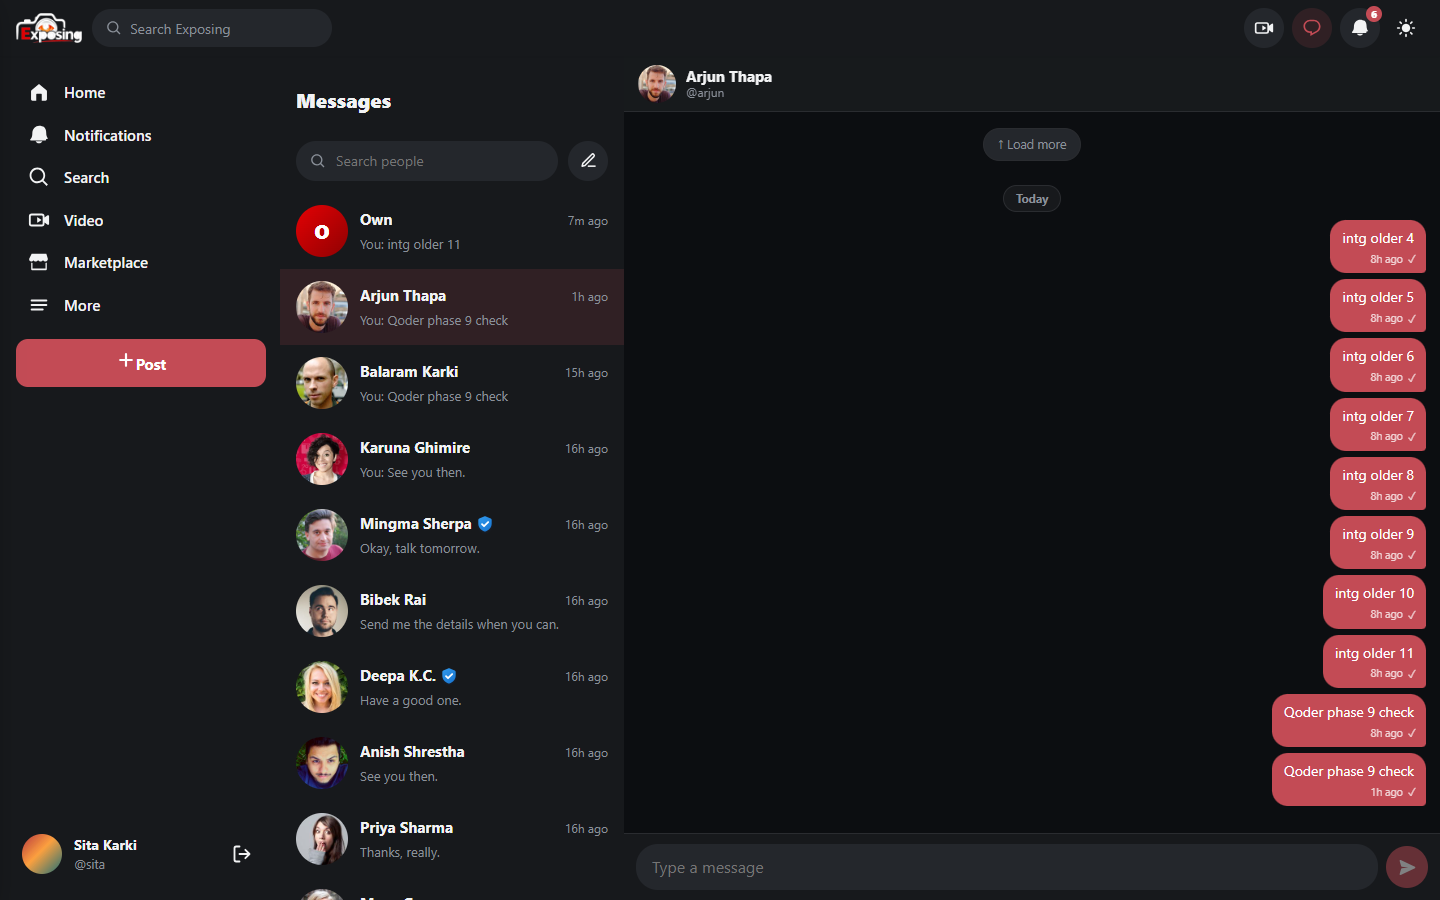 Exposing
Search Exposing
6
Home
Notifications
Search
Video
Marketplace
More
Post
Sita Karki
@sita
Messages
Search people
O
Own
7m ago
You: intg older 11
Arjun Thapa
1h ago
You: Qoder phase 9 check
Balaram Karki
15h ago
You: Qoder phase 9 check
Karuna Ghimire
16h ago
You: See you then.
Mingma Sherpa
16h ago
Okay, talk tomorrow.
Bibek Rai
16h ago
Send me the details when you can.
Deepa K.C.
16h ago
Have a good one.
Anish Shrestha
16h ago
See you then.
Priya Sharma
16h ago
Thanks, really.
Arjun Thapa
@arjun
↑ Load more
Today
intg older 4
8h ago ✓
intg older 5
8h ago ✓
intg older 6
8h ago ✓
intg older 7
8h ago ✓
intg older 8
8h ago ✓
intg older 9
8h ago ✓
intg older 10
8h ago ✓
intg older 11
8h ago ✓
Qoder phase 9 check
8h ago ✓
Qoder phase 9 check
1h ago ✓
Type a message